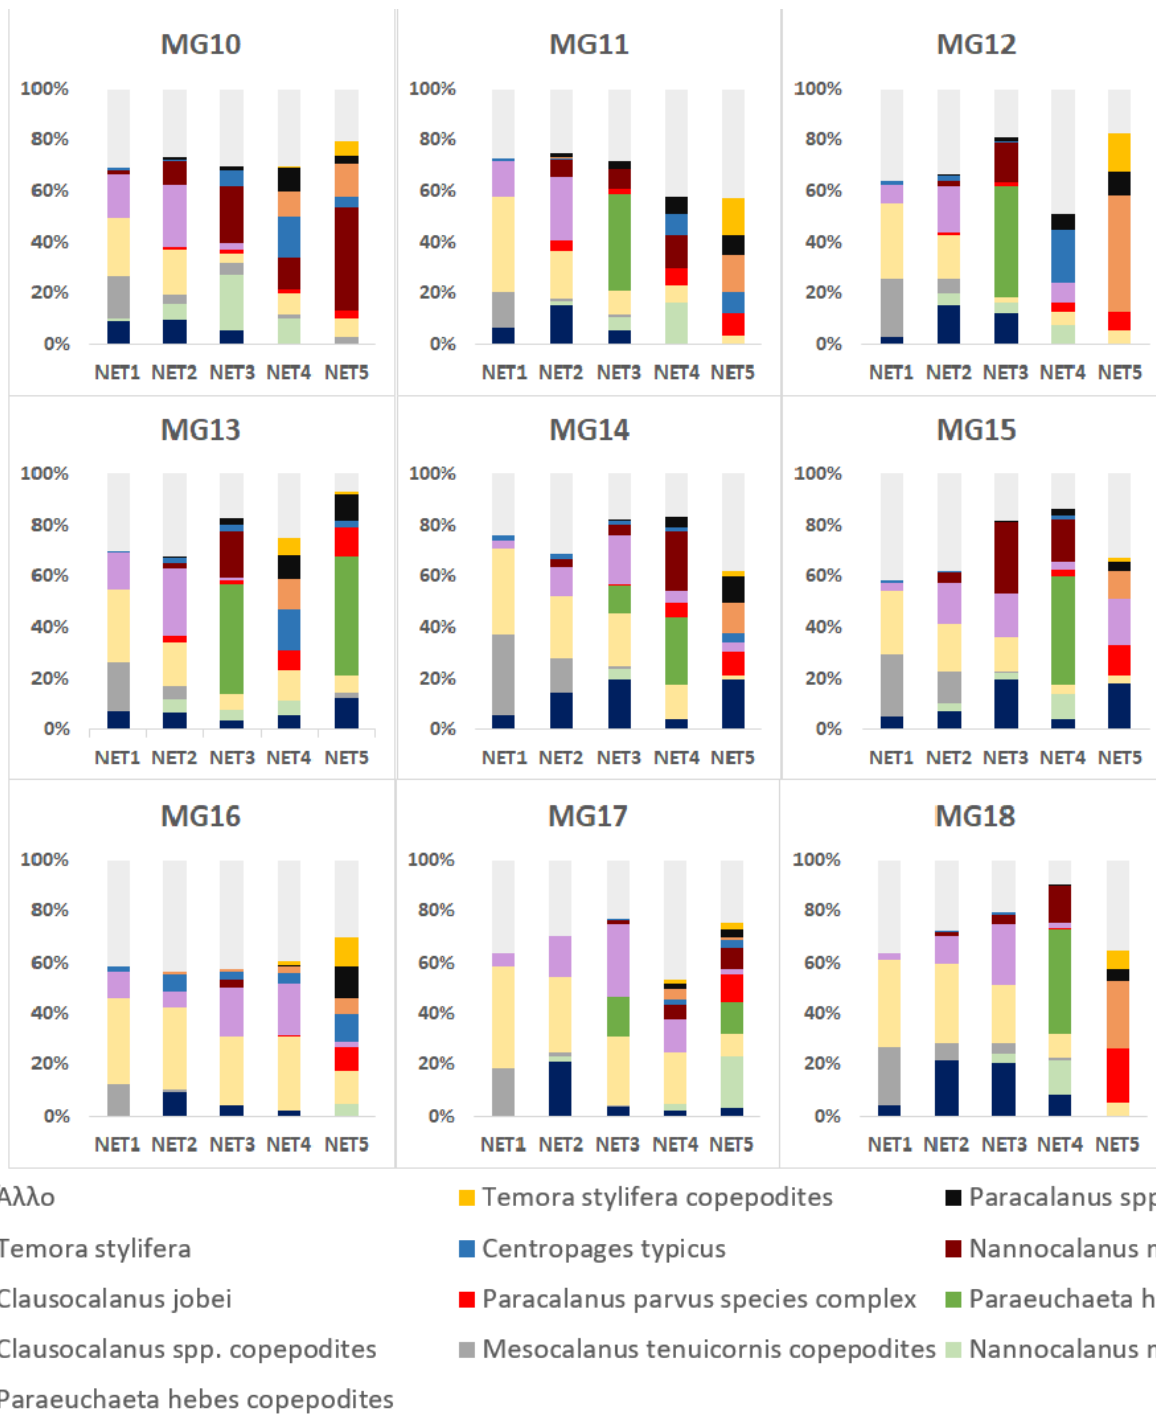 MG10 MG11 MG12
100% 100% 100%
80% 80% 80%
60% 60% 60%
40% 40% 40%
20% 20% 20%
0% 0% 0%
NET1 NET2 NET3 NET4 NET5 NET1 NET2 NET3 NET4 NET5 NET1 NET2 NET3 NET4 NET5
MG13 MG14 MG15
100% 100% 100%
80% 80% 80%
60% 60% 60%
40% 40% 40%
20% 20% 20%
0% 0% 0%
NET1 NET2 NET3 NET4 NET5 NET1 NET2 NET3 NET4 NET5 NET1 NET2 NET3 NET4 NET5
MG16 MG17 MG18
100% 100% 100%
80% 80% 80%
60% 60% 60%
40% 40% 40%
20% 20% 20%
0% 0% 0%
NET1 NET2 NET3 NET4 NET5 NET1 NET2 NET3 NET4 NET5 NET1 NET2 NET3 NET4 NET5
Άλλο Temora stylifera copepodites Paracalanus spp
Temora stylifera Centropages typicus Nannocalanus
Clausocalanus jobei Paracalanus parvus species complex Paraeuchaeta h
Clausocalanus spp. copepodites Mesocalanus tenuicornis copepodites Nannocalanus
Paraeuchaeta hebes copepodites